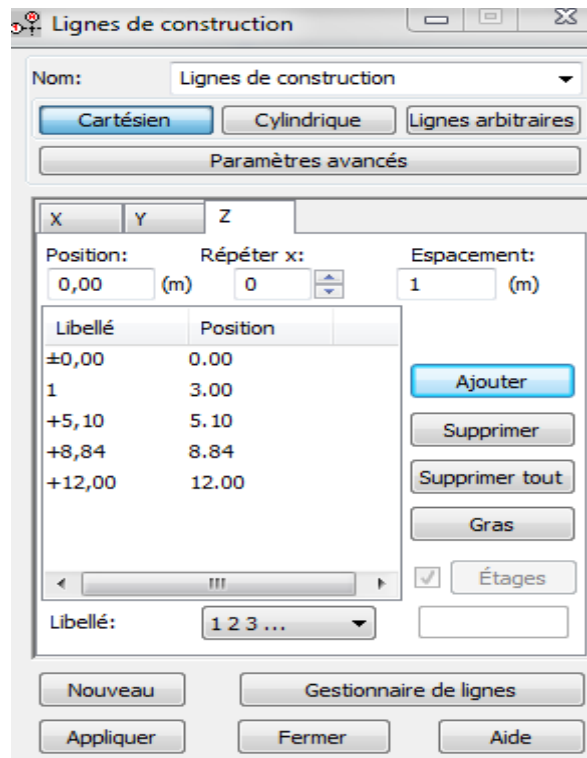 Lignes de construction
Nom: Lignes de construction
Cartésien Cylindrique Lignes arbitraires
Paramètres avancés
X Y Z
Position: Répéter x: Espacement:
0,00 (m) 0 1 (m)
Libellé Position
±0,00 0.00
1 3.00
+5,10 5.10
+8,84 8.84
+12,00 12.00
Ajouter
Supprimer
Supprimer tout
Gras
Étages
Libellé: 1 2 3 ...
Nouveau Gestionnaire de lignes
Appliquer Fermer Aide